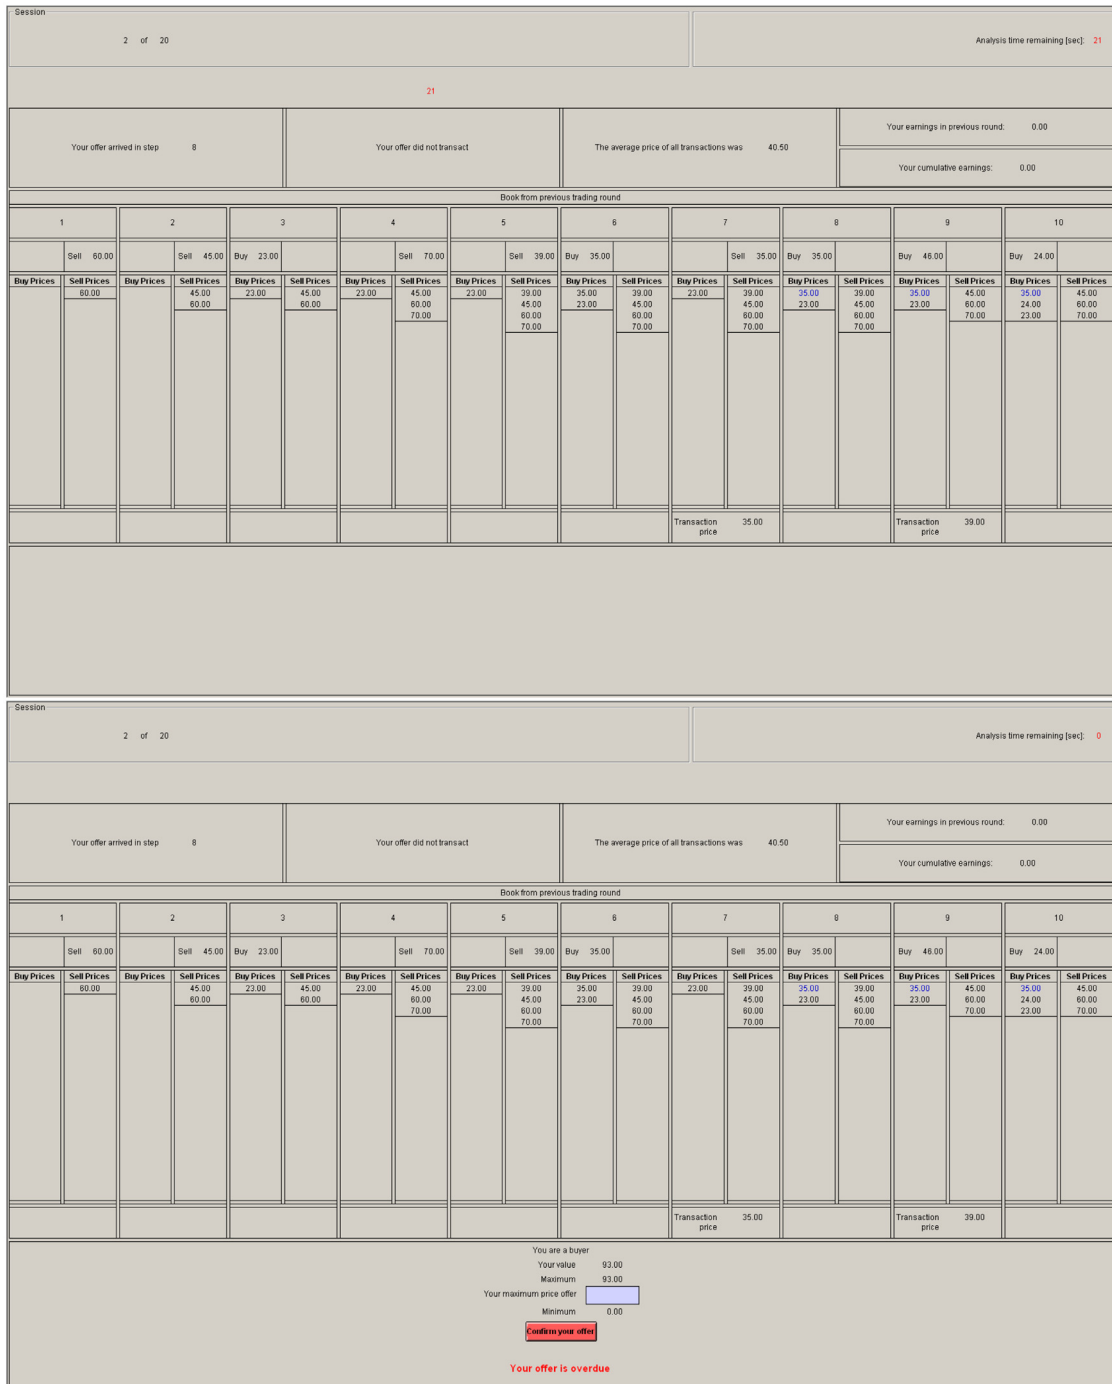 Session
2 of 20 Analysis time remaining [sec]: 21
21
Your earnings in previous round: 0.00
Your offer arrived in step 8 Your offer did not transact The average price of all transactions was 40.50
Your cumulative earnings: 0.00
Book from previous trading round
1 2 3 4 5 6 7 8 9 10
Sell 60.00 Sell 45.00 Buy 23.00 Sell 70.00 Sell 39.00 Buy 35.00 Sell 35.00 Buy 35.00 Buy 46.00 Buy 24.00
Buy Prices Sell Prices Buy Prices Sell Prices Buy Prices Sell Prices Buy Prices Sell Prices Buy Prices Sell Prices Buy Prices Sell Prices Buy Prices Sell Prices Buy Prices Sell Prices Buy Prices Sell Prices Buy Prices Sell Prices
60.00 45.00 23.00 45.00 23.00 45.00 23.00 39.00 35.00 39.00 23.00 39.00 35.00 39.00 35.00 45.00 35.00 45.00
60.00 60.00 60.00 45.00 23.00 45.00 45.00 23.00 45.00 23.00 60.00 24.00 60.00
70.00 60.00 60.00 60.00 60.00 70.00 23.00 70.00
70.00 70.00 70.00 70.00
Transaction price 35.00 Transaction price 39.00
Session
2 of 20 Analysis time remaining [sec]: 0
Your earnings in previous round: 0.00
Your offer arrived in step 8 Your offer did not transact The average price of all transactions was 40.50
Your cumulative earnings: 0.00
Book from previous trading round
1 2 3 4 5 6 7 8 9 10
Sell 60.00 Sell 45.00 Buy 23.00 Sell 70.00 Sell 39.00 Buy 35.00 Sell 35.00 Buy 35.00 Buy 46.00 Buy 24.00
Buy Prices Sell Prices Buy Prices Sell Prices Buy Prices Sell Prices Buy Prices Sell Prices Buy Prices Sell Prices Buy Prices Sell Prices Buy Prices Sell Prices Buy Prices Sell Prices Buy Prices Sell Prices Buy Prices Sell Prices
60.00 45.00 23.00 45.00 23.00 45.00 23.00 39.00 35.00 39.00 23.00 39.00 35.00 39.00 35.00 45.00 35.00 45.00
60.00 60.00 60.00 45.00 23.00 45.00 45.00 23.00 45.00 23.00 60.00 24.00 60.00
70.00 60.00 60.00 60.00 60.00 70.00 23.00 70.00
70.00 70.00 70.00 70.00
Transaction price 35.00 Transaction price 39.00
You are a buyer
Your value 93.00
Maximum 93.00
Your maximum price offer
Minimum 0.00
Confirm your offer
Your offer is overdue